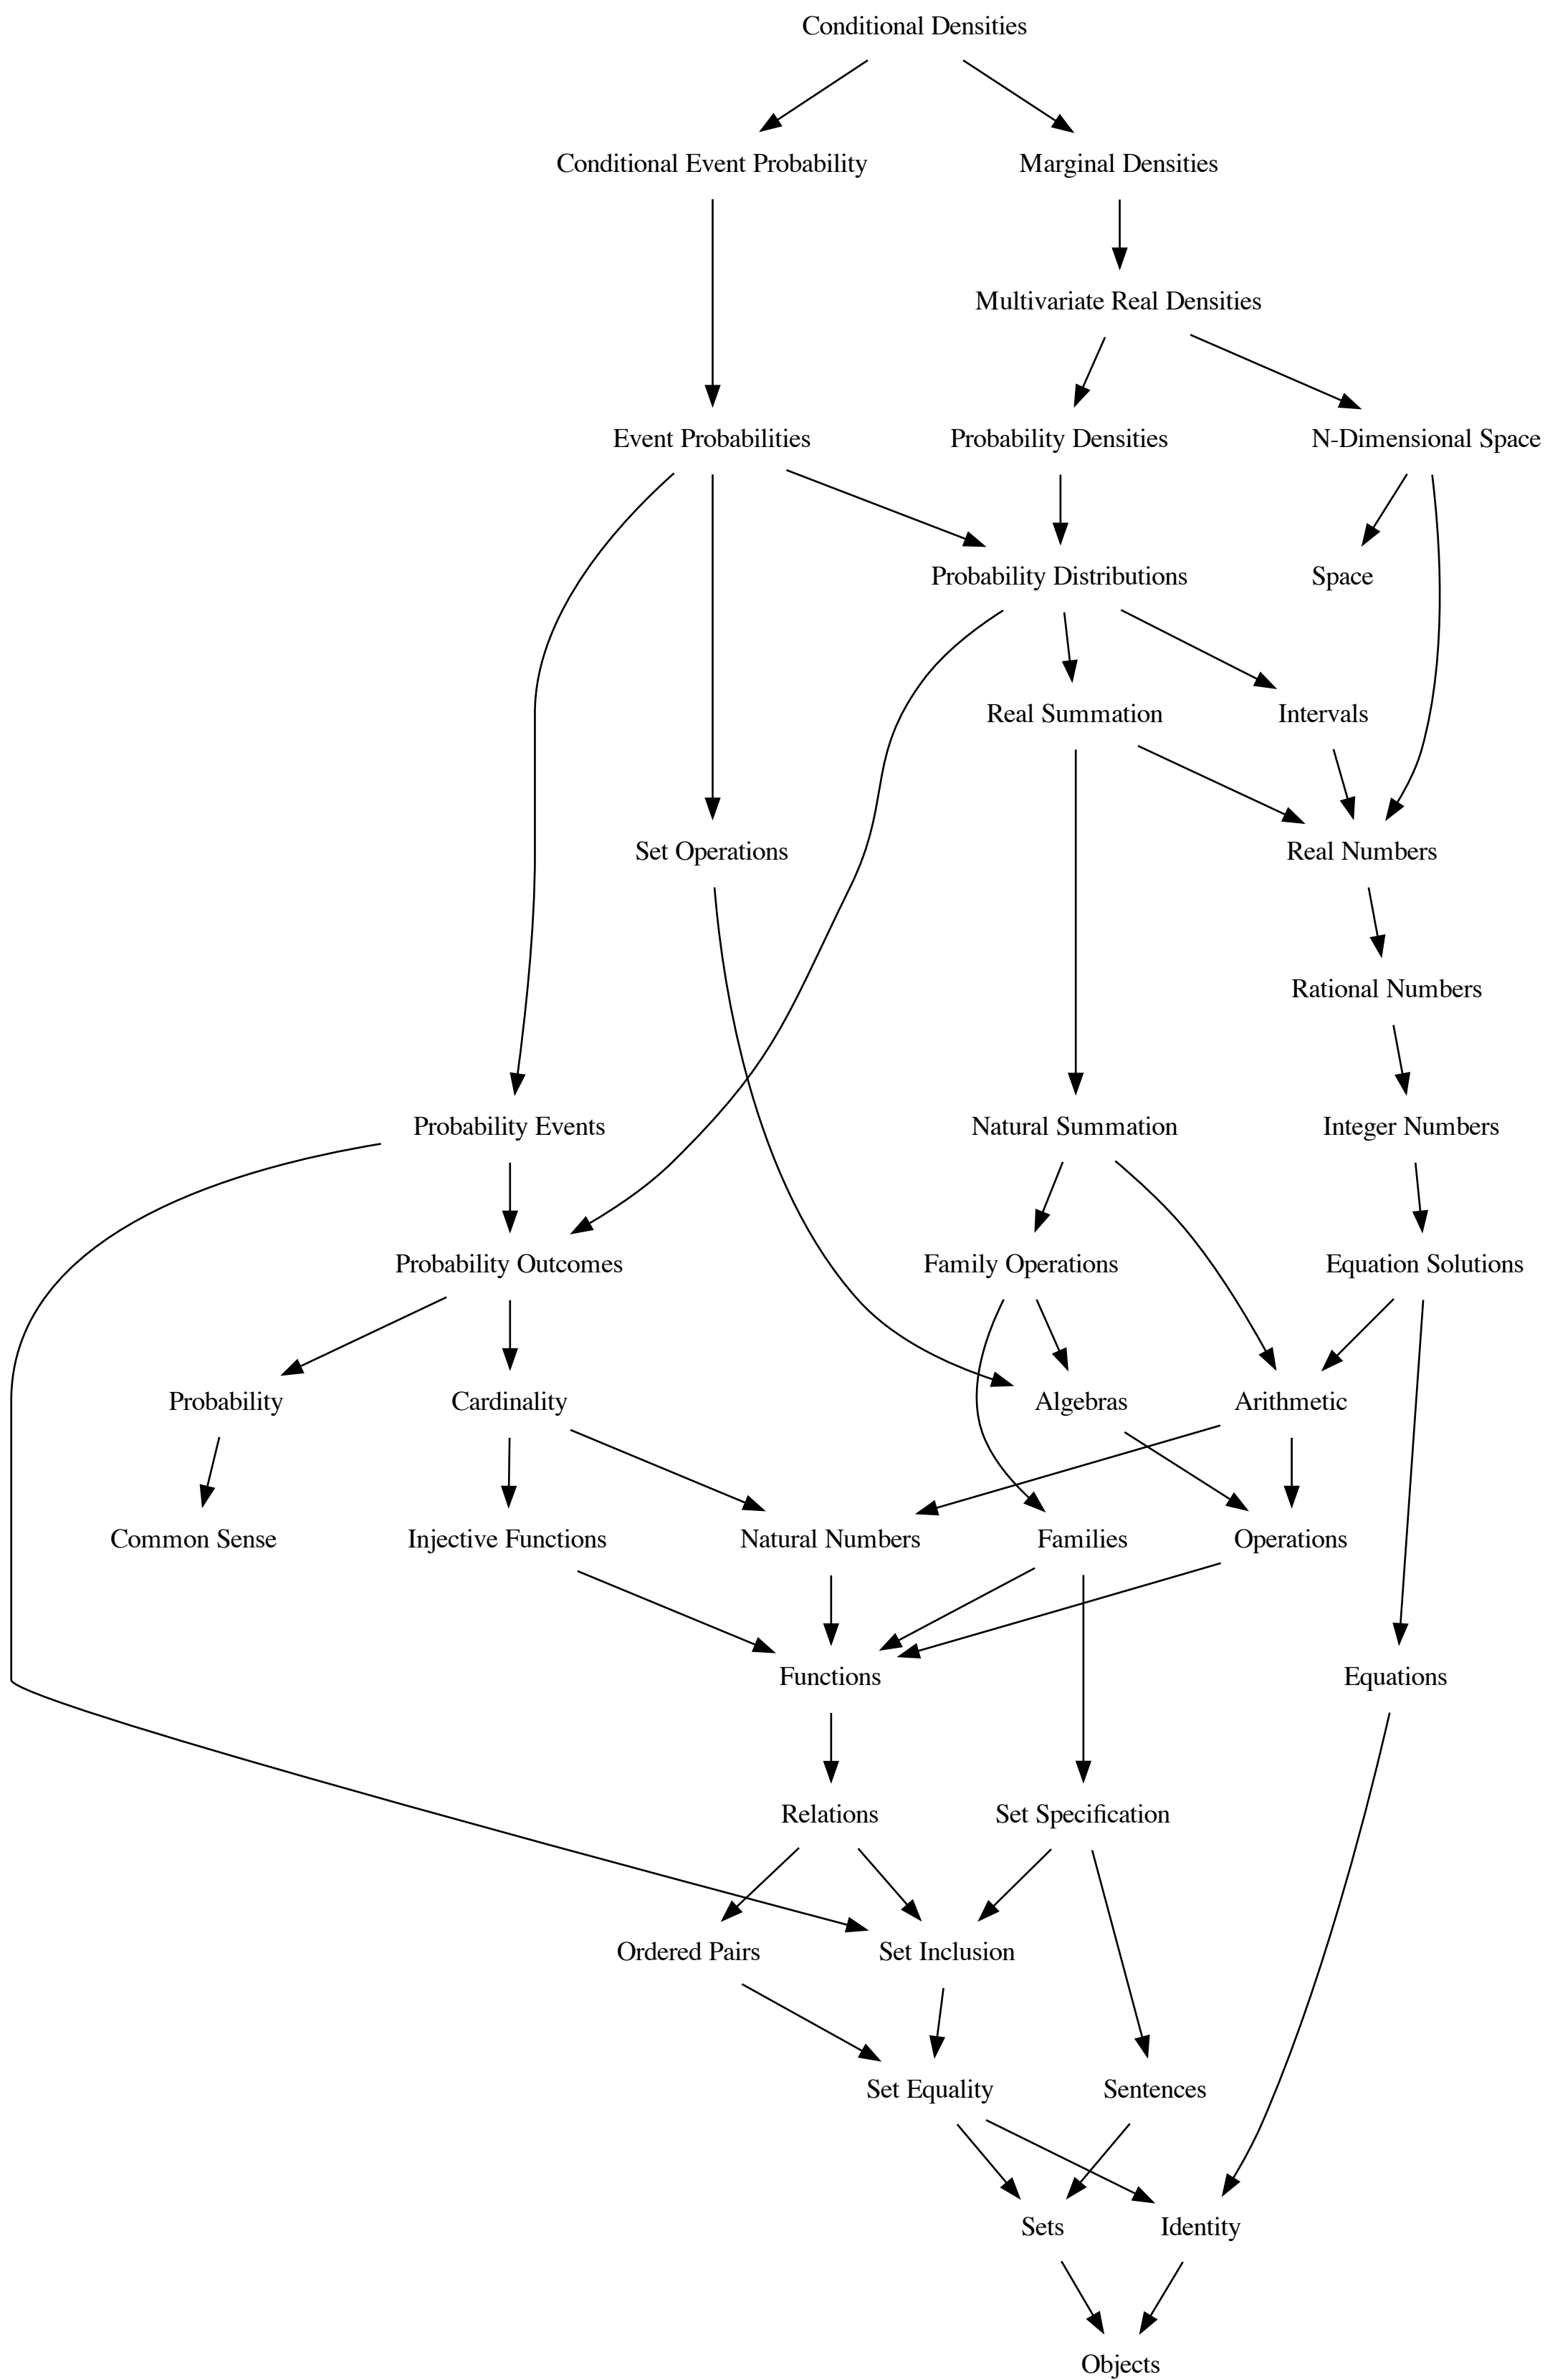 Conditional Densities
Conditional Event Probability
Marginal Densities
Multivariate Real Densities
Event Probabilities
Probability Densities
N-Dimensional Space
Probability Distributions
Space
Real Summation
Intervals
Set Operations
Real Numbers
Rational Numbers
Probability Events
Natural Summation
Integer Numbers
Probability Outcomes
Family Operations
Equation Solutions
Probability
Cardinality
Algebras
Arithmetic
Common Sense
Injective Functions
Natural Numbers
Families
Operations
Functions
Equations
Relations
Set Specification
Ordered Pairs
Set Inclusion
Set Equality
Sentences
Sets
Identity
Objects